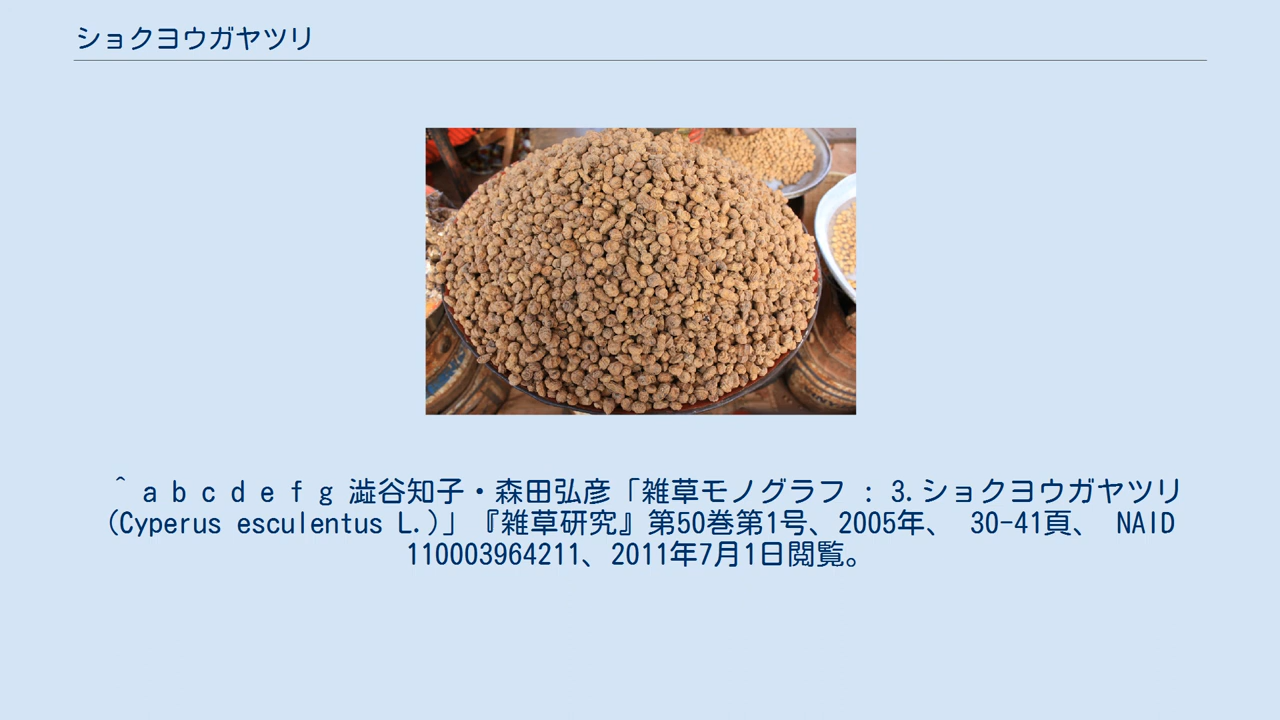 ショクヨウガヤツリ
^ a b c d e f g 澁谷知子・森田弘彦「雑草モノグラフ : 3.ショクヨウガヤツリ
(Cyperus esculentus L.)」『雑草研究』第50巻第1号、2005年、 30-41頁、 NAID
110003964211、2011年7月1日閲覧。